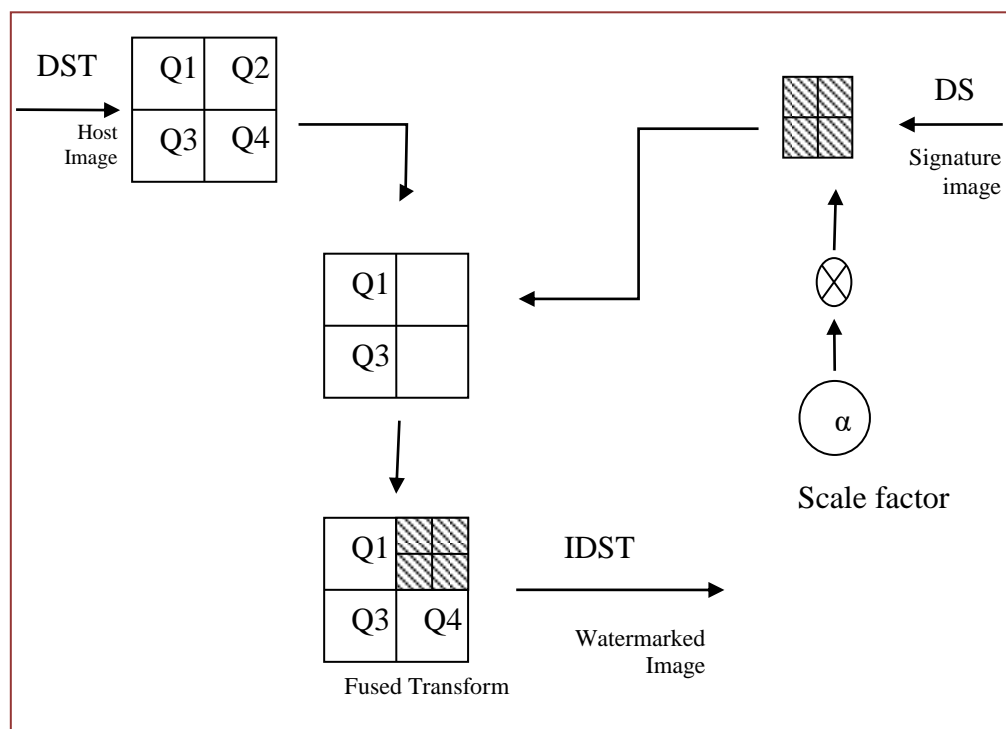 DST
Host
Image
Q1 Q2
Q3 Q4
DS
Signature
image
Q1
Q3
α
Scale factor
Q1
Q3 Q4
Fused Transform
IDST
Watermarked
Image